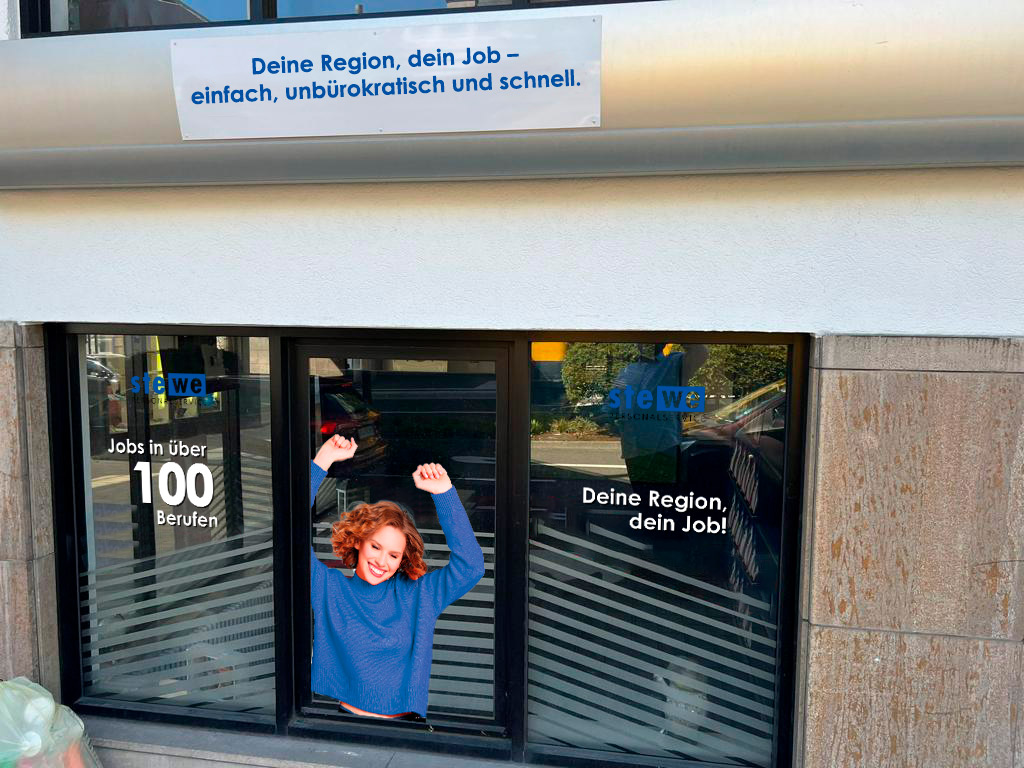 Deine Region, dein Job –
einfach, unbürokratisch und schnell.
stewe
Jobs in über
100
Berufen
stewe
Deine Region,
dein Job!